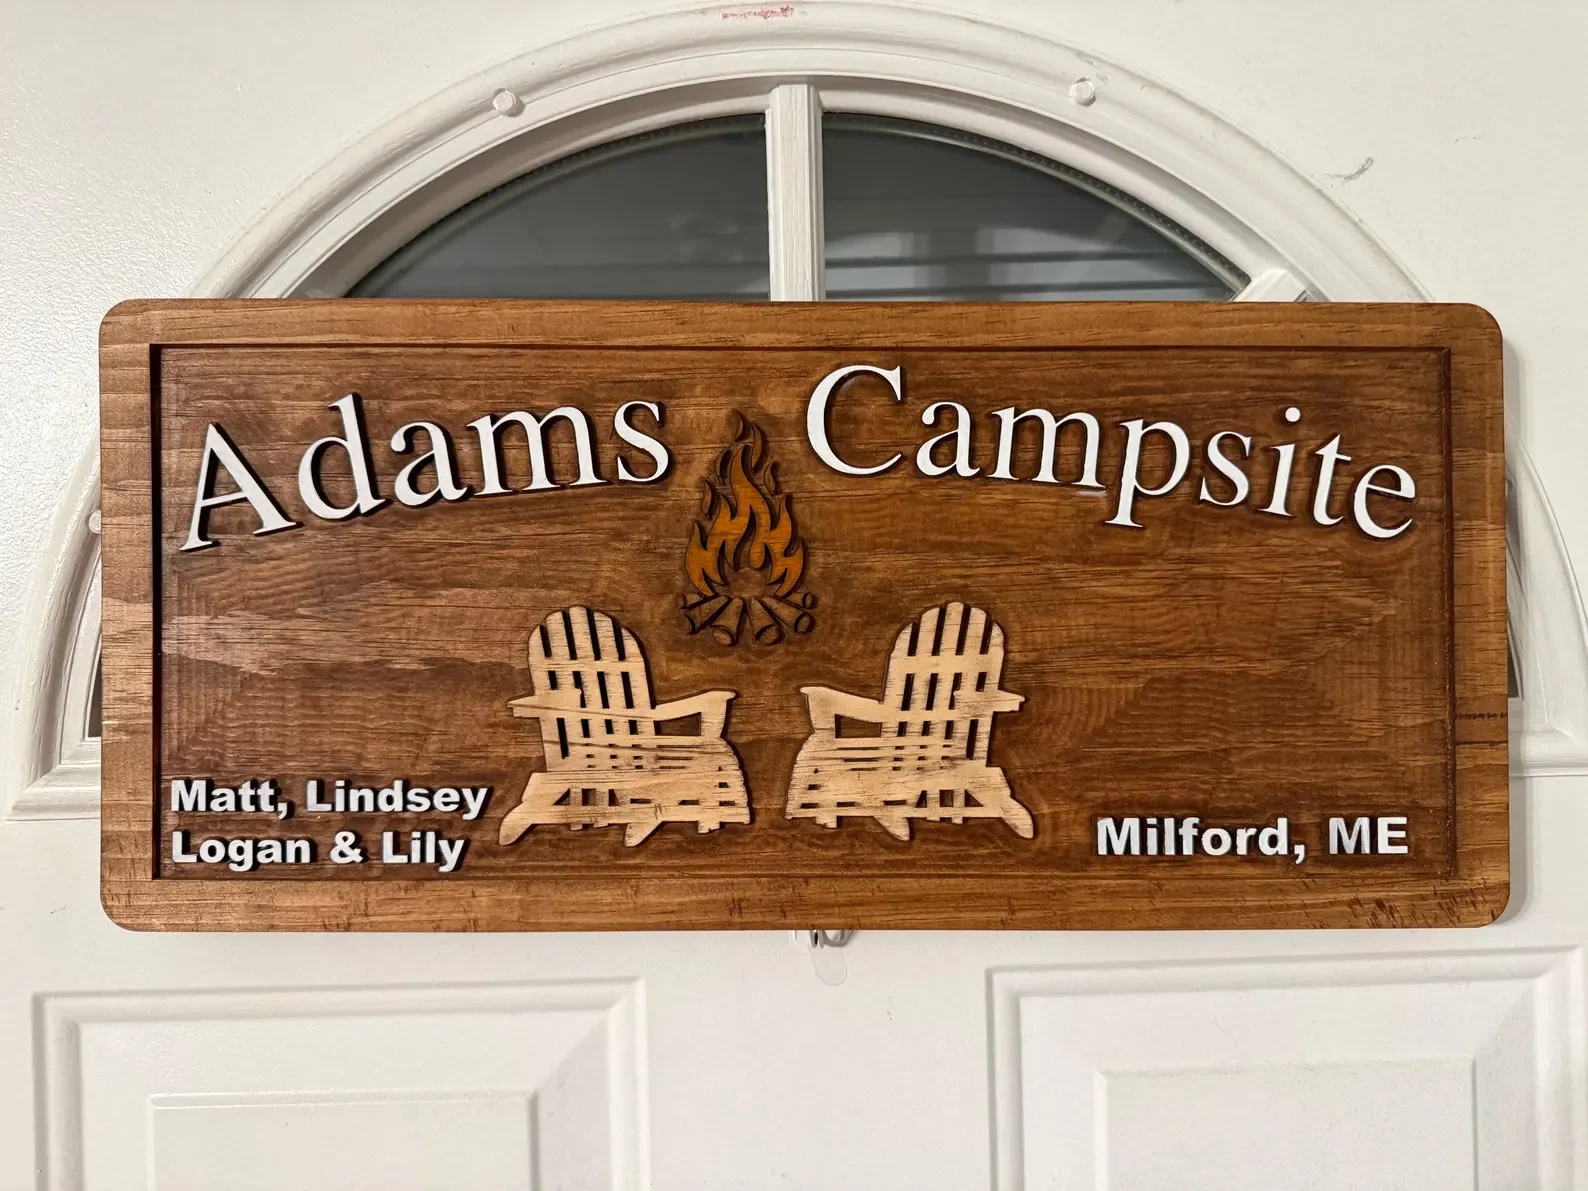 Adams Campsite
Matt, Lindsey
Logan & Lily
Milford, ME